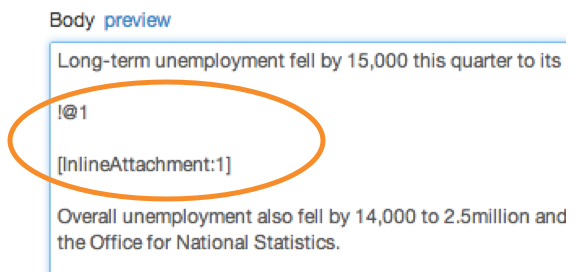 Body preview
Long-term unemployment fell by 15,000 this quarter to its
!@1
[InlineAttachment:1]
Overall unemployment also fell by 14,000 to 2.5million and
the Office for National Statistics.